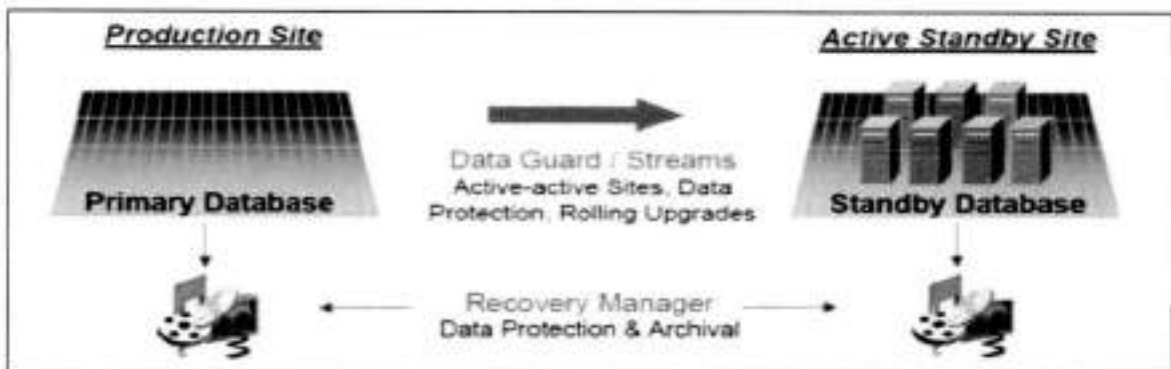 Production Site
Active Standby Site
Data Guard / Streams
Active-active Sites, Data
Protection, Rolling Upgrades
Primary Database
Standby Database
Recovery Manager
Data Protection & Archival